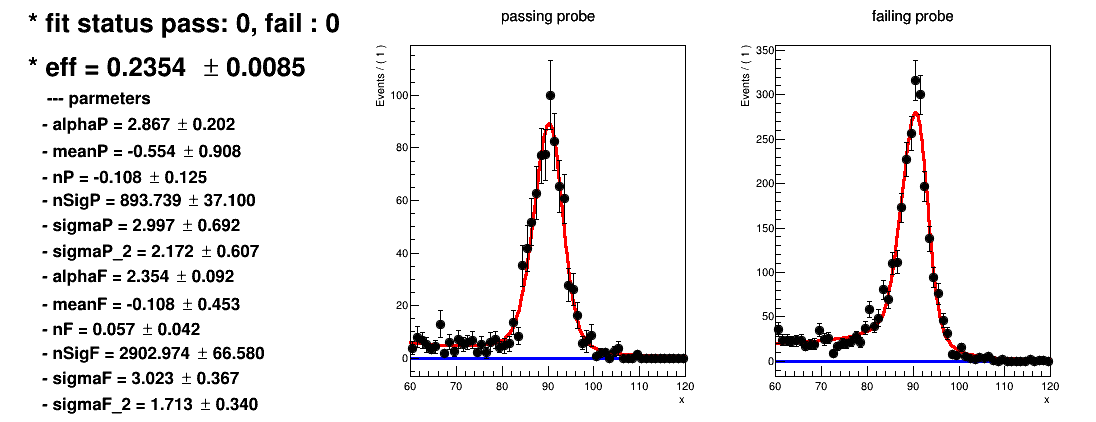 * fit status pass: 0, fail : 0
* eff = 0.2354 ± 0.0085
--- parmeters
- alphaP = 2.867 ± 0.202
- meanP = -0.554 ± 0.908
- nP = -0.108 ± 0.125
- nSigP = 893.739 ± 37.100
- sigmaP = 2.997 ± 0.692
- sigmaP_2 = 2.172 ± 0.607
- alphaF = 2.354 ± 0.092
- meanF = -0.108 ± 0.453
- nF = 0.057 ± 0.042
- nSigF = 2902.974 ± 66.580
- sigmaF = 3.023 ± 0.367
- sigmaF_2 = 1.713 ± 0.340
passing probe
Events / ( 1 )
100
80
60
40
20
0
60 70 80 90 100 110 120
x
failing probe
Events / ( 1 )
350
300
250
200
150
100
50
0
60 70 80 90 100 110 120
x